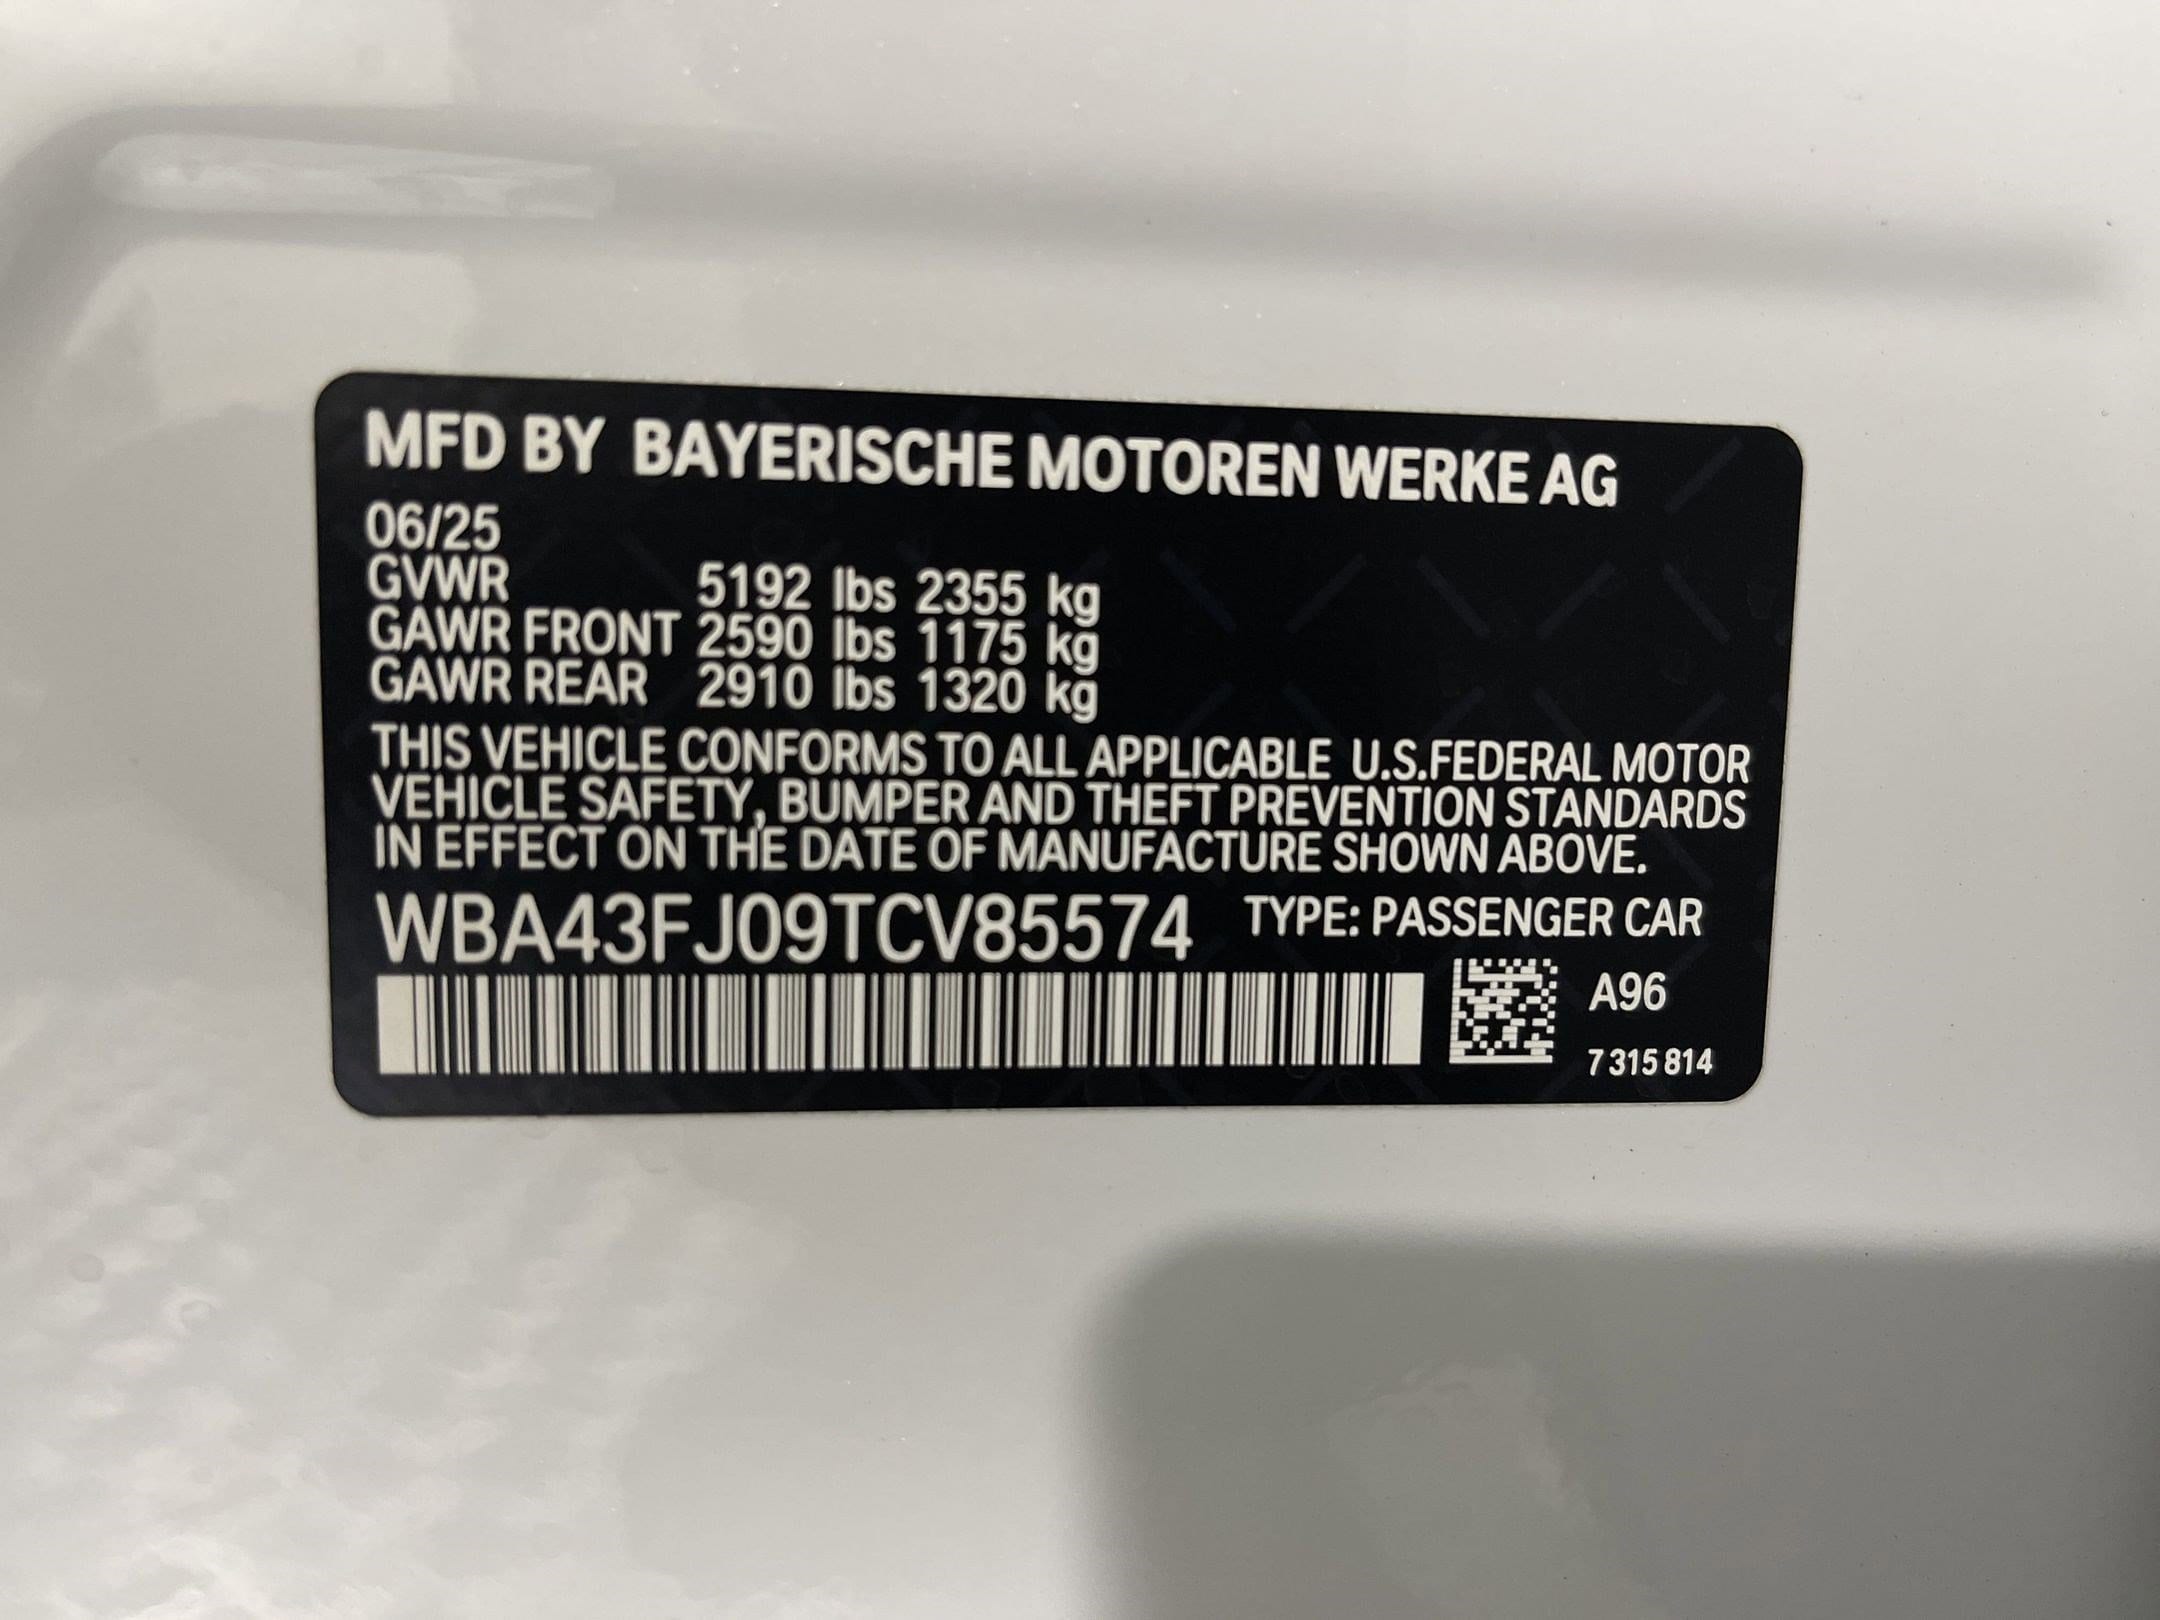 MFD BY BAYERISCHE MOTOREN WERKE AG
06/25
GVWR 5192 lbs 2355 kg
GAWR FRONT 2590 lbs 1175 kg
GAWR REAR 2910 lbs 1320 kg
THIS VEHICLE CONFORMS TO ALL APPLICABLE U.S.FEDERAL MOTOR
VEHICLE SAFETY, BUMPER AND THEFT PREVENTION STANDARDS
IN EFFECT ON THE DATE OF MANUFACTURE SHOWN ABOVE.
WBA43FJ09TCV85574 TYPE: PASSENGER CAR
A96
7 315 814